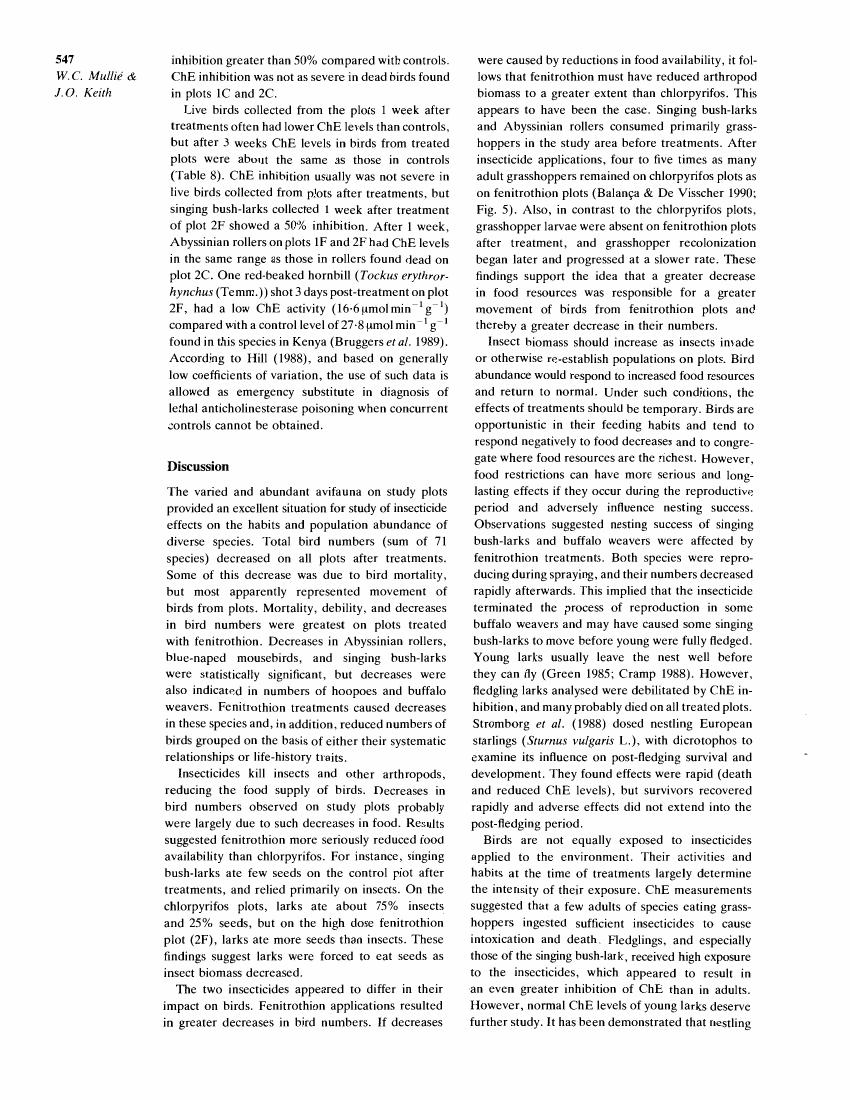 547
W.C. Mullié &
J.O. Keith
inhibition greater than 50% compared with controls.
ChE inhibition was not as severe in dead birds found
in plots 1C and 2C.
Live birds collected from the plots 1 week after
treatments often had lower ChE levels than controls,
but after 3 weeks ChE levels in birds from treated
plots were about the same as those in controls
(Table 8). ChE inhibition usually was not severe in
live birds collected from plots after treatments, but
singing bush-larks collected 1 week after treatment
of plot 2F showed a 50% inhibition. After 1 week,
Abyssinian rollers on plots 1F and 2F had ChE levels
in the same range as those in rollers found dead on
plot 2C. One red-beaked hornbill (Tockus erythror-
hynchus (Temm.)) shot 3 days post-treatment on plot
2F, had a low ChE activity (16·6 µmol min⁻¹ g⁻¹)
compared with a control level of 27·8 µmol min⁻¹ g⁻¹
found in this species in Kenya (Bruggers et al. 1989).
According to Hill (1988), and based on generally
low coefficients of variation, the use of such data is
allowed as emergency substitute in diagnosis of
lethal anticholinesterase poisoning when concurrent
controls cannot be obtained.
Discussion
The varied and abundant avifauna on study plots
provided an excellent situation for study of insecticide
effects on the habits and population abundance of
diverse species. Total bird numbers (sum of 71
species) decreased on all plots after treatments.
Some of this decrease was due to bird mortality,
but most apparently represented movement of
birds from plots. Mortality, debility, and decreases
in bird numbers were greatest on plots treated
with fenitrothion. Decreases in Abyssinian rollers,
blue-naped mousebirds, and singing bush-larks
were statistically significant, but decreases were
also indicated in numbers of hoopoes and buffalo
weavers. Fenitrothion treatments caused decreases
in these species and, in addition, reduced numbers of
birds grouped on the basis of either their systematic
relationships or life-history traits.
Insecticides kill insects and other arthropods,
reducing the food supply of birds. Decreases in
bird numbers observed on study plots probably
were largely due to such decreases in food. Results
suggested fenitrothion more seriously reduced food
availability than chlorpyrifos. For instance, singing
bush-larks ate few seeds on the control plot after
treatments, and relied primarily on insects. On the
chlorpyrifos plots, larks ate about 75% insects
and 25% seeds, but on the high dose fenitrothion
plot (2F), larks ate more seeds than insects. These
findings suggest larks were forced to eat seeds as
insect biomass decreased.
The two insecticides appeared to differ in their
impact on birds. Fenitrothion applications resulted
in greater decreases in bird numbers. If decreases
were caused by reductions in food availability, it fol-
lows that fenitrothion must have reduced arthropod
biomass to a greater extent than chlorpyrifos. This
appears to have been the case. Singing bush-larks
and Abyssinian rollers consumed primarily grass-
hoppers in the study area before treatments. After
insecticide applications, four to five times as many
adult grasshoppers remained on chlorpyrifos plots as
on fenitrothion plots (Balança & De Visscher 1990;
Fig. 5). Also, in contrast to the chlorpyrifos plots,
grasshopper larvae were absent on fenitrothion plots
after treatment, and grasshopper recolonization
began later and progressed at a slower rate. These
findings support the idea that a greater decrease
in food resources was responsible for a greater
movement of birds from fenitrothion plots and
thereby a greater decrease in their numbers.
Insect biomass should increase as insects invade
or otherwise re-establish populations on plots. Bird
abundance would respond to increased food resources
and return to normal. Under such conditions, the
effects of treatments should be temporary. Birds are
opportunistic in their feeding habits and tend to
respond negatively to food decreases and to congre-
gate where food resources are the richest. However,
food restrictions can have more serious and long-
lasting effects if they occur during the reproductive
period and adversely influence nesting success.
Observations suggested nesting success of singing
bush-larks and buffalo weavers were affected by
fenitrothion treatments. Both species were repro-
ducing during spraying, and their numbers decreased
rapidly afterwards. This implied that the insecticide
terminated the process of reproduction in some
buffalo weavers and may have caused some singing
bush-larks to move before young were fully fledged.
Young larks usually leave the nest well before
they can fly (Green 1985; Cramp 1988). However,
fledgling larks analysed were debilitated by ChE in-
hibition, and many probably died on all treated plots.
Stromborg et al. (1988) dosed nestling European
starlings (Sturnus vulgaris L.), with dicrotophos to
examine its influence on post-fledging survival and
development. They found effects were rapid (death
and reduced ChE levels), but survivors recovered
rapidly and adverse effects did not extend into the
post-fledging period.
Birds are not equally exposed to insecticides
applied to the environment. Their activities and
habits at the time of treatments largely determine
the intensity of their exposure. ChE measurements
suggested that a few adults of species eating grass-
hoppers ingested sufficient insecticides to cause
intoxication and death. Fledglings, and especially
those of the singing bush-lark, received high exposure
to the insecticides, which appeared to result in
an even greater inhibition of ChE than in adults.
However, normal ChE levels of young larks deserve
further study. It has been demonstrated that nestling